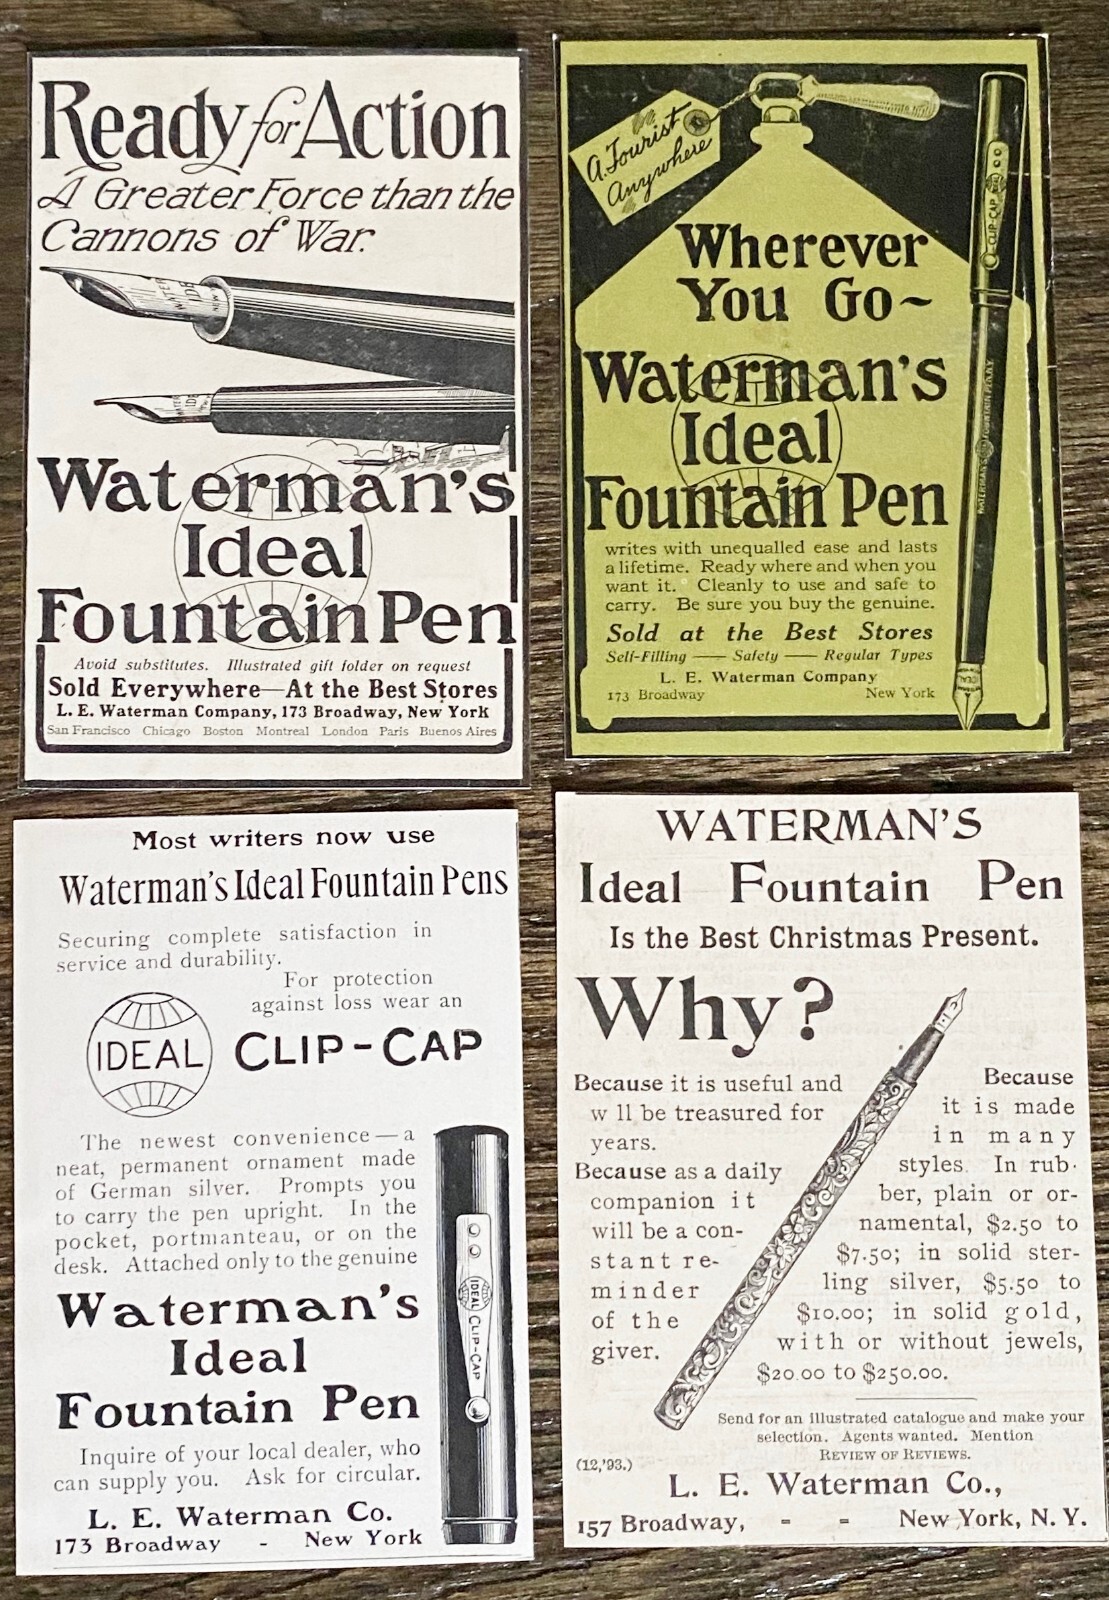 Ready for Action
A Greater Force than the
Cannons of War.
Waterman's
Ideal
Fountain Pen
Avoid substitutes. Illustrated gift folder on request
Sold Everywhere—At the Best Stores
L. E. Waterman Company, 173 Broadway, New York
San Francisco Chicago Boston Montreal London Paris Buenos Aires
A. Tourist
Anywhere
CLIP-CAP
Wherever
You Go~
Waterman's
Ideal
Fountain Pen
writes with unequalled ease and lasts
a lifetime. Ready where and when you
want it. Cleanly to use and safe to
carry. Be sure you buy the genuine.
Sold at the Best Stores
Self-Filling — Safety — Regular Types
L. E. Waterman Company
173 Broadway New York
Most writers now use
Waterman's Ideal Fountain Pens
Securing complete satisfaction in
service and durability.
For protection
against loss wear an
IDEAL CLIP-CAP
The newest convenience—a
neat, permanent ornament made
of German silver. Prompts you
to carry the pen upright. In the
pocket, portmanteau, or on the
desk. Attached only to the genuine
Waterman's
Ideal
Fountain Pen
Inquire of your local dealer, who
can supply you. Ask for circular.
L. E. Waterman Co.
173 Broadway - New York
IDEAL CLIP-CAP
WATERMAN'S
Ideal Fountain Pen
Is the Best Christmas Present.
Why?
Because it is useful and
w ll be treasured for
years.
Because as a daily
companion it
will be a con-
stant re-
minder
of the
giver.
Because
it is made
in many
styles. In rub-
ber, plain or or-
namental, $2.50 to
$7.50; in solid ster-
ling silver, $5.50 to
$10.00; in solid gold,
with or without jewels,
$20.00 to $250.00.
Send for an illustrated catalogue and make your
selection. Agents wanted. Mention
REVIEW OF REVIEWS.
(12,'93.)
L. E. Waterman Co.,
157 Broadway, - - New York, N. Y.